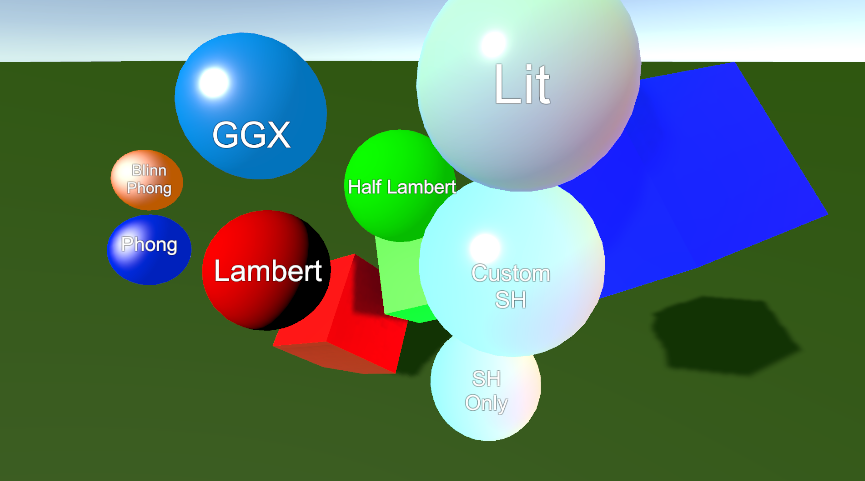 Lit
GGX
Blinn
Phong
Half Lambert
Phong
Lambert
Custom
SH
SH
Only